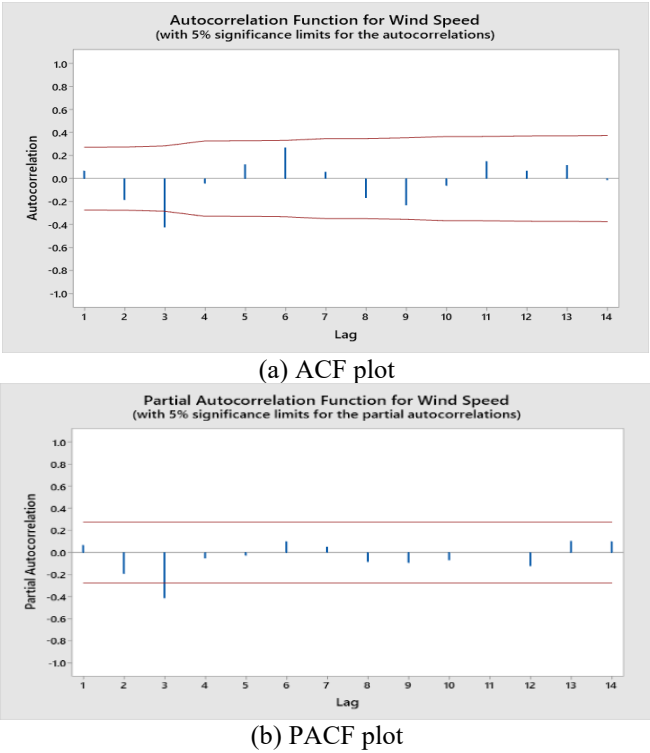 Autocorrelation Function for Wind Speed
(with 5% significance limits for the autocorrelations)
1.0
0.8
0.6
0.4
0.2
0.0
-0.2
-0.4
-0.6
-0.8
-1.0
Autocorrelation
1 2 3 4 5 6 7 8 9 10 11 12 13 14
Lag
(a) ACF plot
Partial Autocorrelation Function for Wind Speed
(with 5% significance limits for the partial autocorrelations)
1.0
0.8
0.6
0.4
0.2
0.0
-0.2
-0.4
-0.6
-0.8
-1.0
Partial Autocorrelation
1 2 3 4 5 6 7 8 9 10 11 12 13 14
Lag
(b) PACF plot